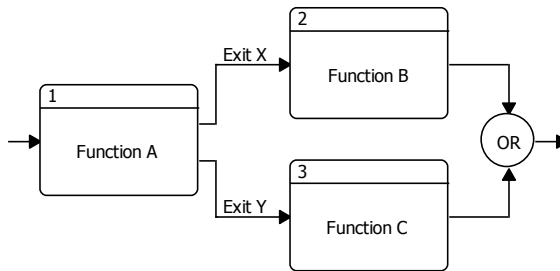 1
Function A
Exit X
2
Function B
Exit Y
3
Function C
OR